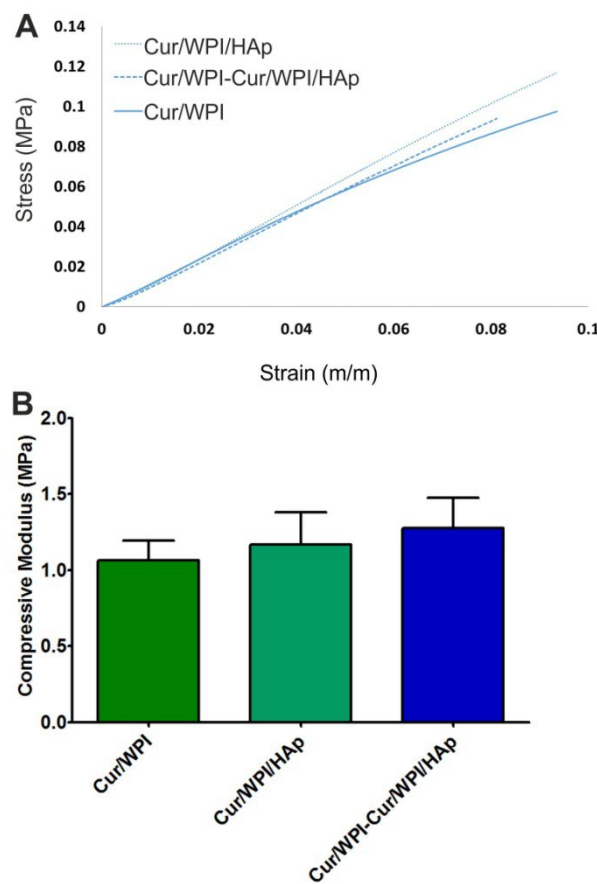 A
Stress (MPa)
0.14
0.12
0.1
0.08
0.06
0.04
0.02
0
Cur/WPI/HAp
Cur/WPI-Cur/WPI/HAp
Cur/WPI
0 0.02 0.04 0.06 0.08 0.1
Strain (m/m)
B
Compressive Modulus (MPa)
2.0
1.5
1.0
0.5
0.0
Cur/WPI
Cur/WPI/HAp
Cur/WPI-Cur/WPI/HAp